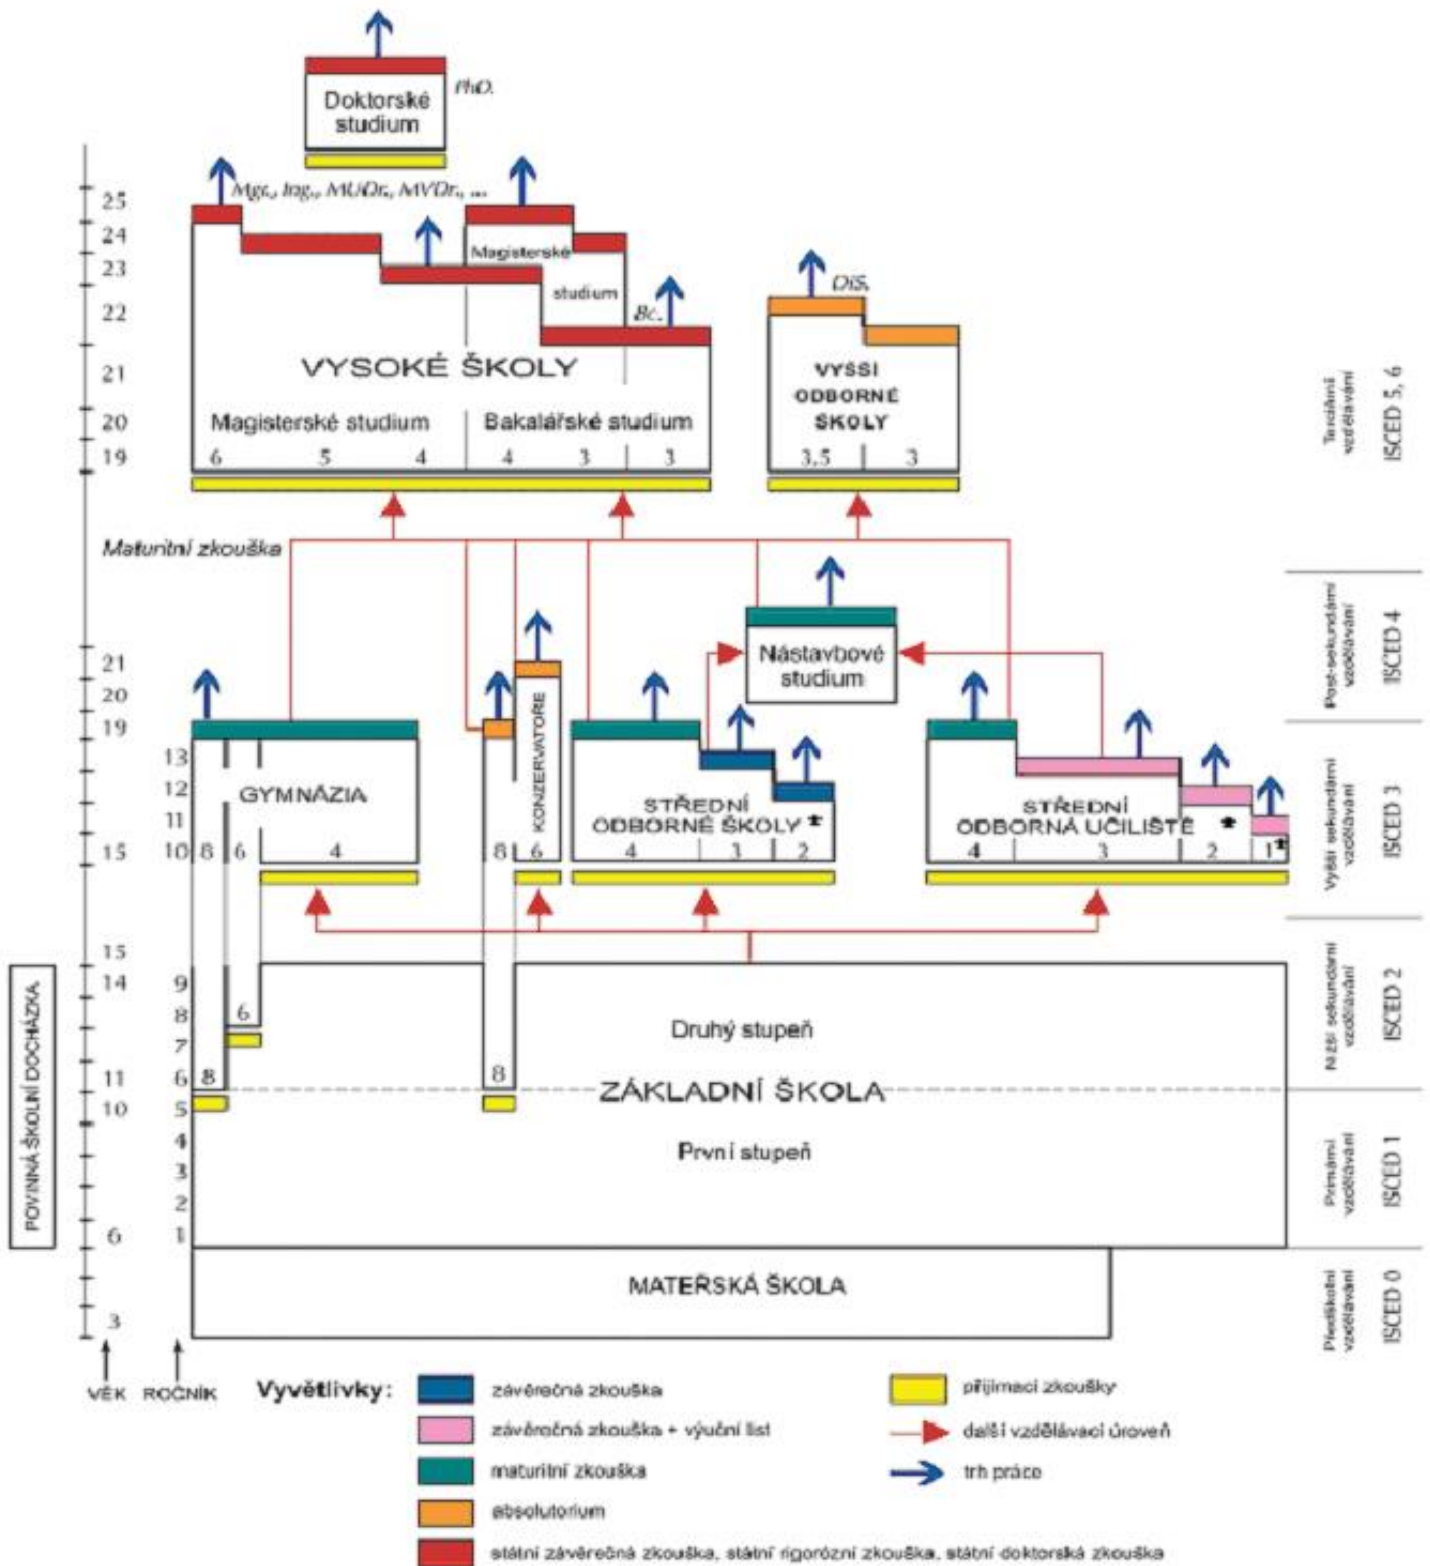 PhD.
Doktorské
studium
Mgr., Ing., MUDr., MVDr., ...
25
24
23
22
21
20
19
Magisterské
studium
Bc.
VYSOKÉ ŠKOLY
Magisterské studium
Bakalářské studium
6 5 4 4 3 3
DiS.
VYŠŠÍ
ODBORNÉ
ŠKOLY
3,5 3
Terciární
vzdělávání
ISCED 5, 6
Maturitní zkouška
Nástavbové
studium
Post-sekundární
vzdělávání
ISCED 4
21
20
19
15
13
12
11
10
GYMNÁZIA
8 6 4
KONZERVATOŘE
8 6
STŘEDNÍ
ODBORNÉ ŠKOLY
4 3 2
STŘEDNÍ
ODBORNÁ UČILIŠTĚ
4 3 2 1
Vyšší sekundární
vzdělávání
ISCED 3
POVINNÁ ŠKOLNÍ DOCHÁZKA
15
14
11
10
6
3
9
8
7
6
5
4
3
2
1
6
8
8
Druhý stupeň
ZÁKLADNÍ ŠKOLA
První stupeň
Nižší sekundární
vzdělávání
ISCED 2
Primární
vzdělávání
ISCED 1
MATEŘSKÁ ŠKOLA
Předškolní
vzdělávání
ISCED 0
VĚK ROČNÍK
Vyvětlivky:
závěrečná zkouška
závěrečná zkouška + výuční list
maturitní zkouška
absolutorium
státní závěrečná zkouška, státní rigorózní zkouška, státní doktorská zkouška
přijímací zkoušky
další vzdělávací úroveň
trh práce